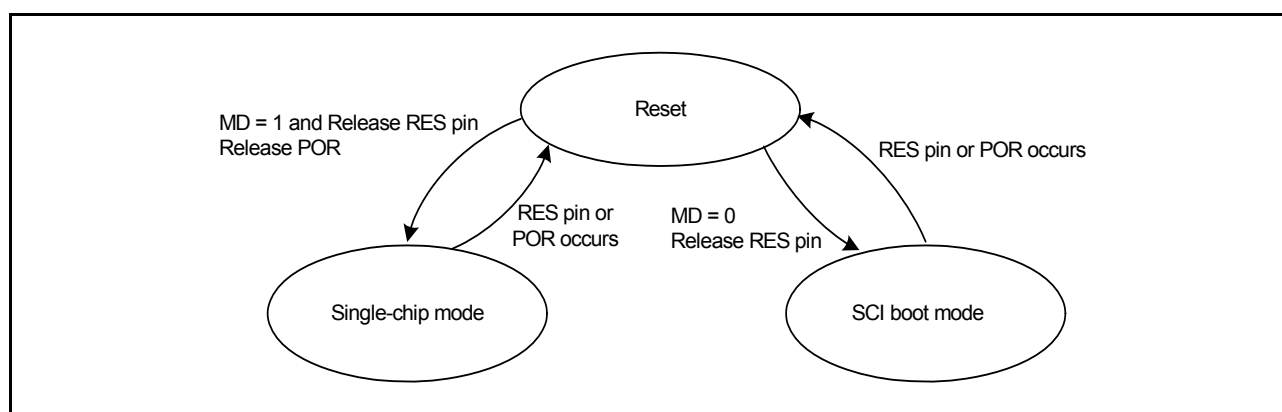 Reset
MD = 1 and Release RES pin
Release POR
RES pin or POR occurs
RES pin or
POR occurs
MD = 0
Release RES pin
Single-chip mode
SCI boot mode